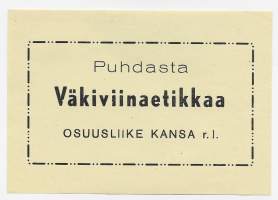 Puhdasta
Väkiviinaetikkaa
OSUUSLIIKE KANSA r.l.